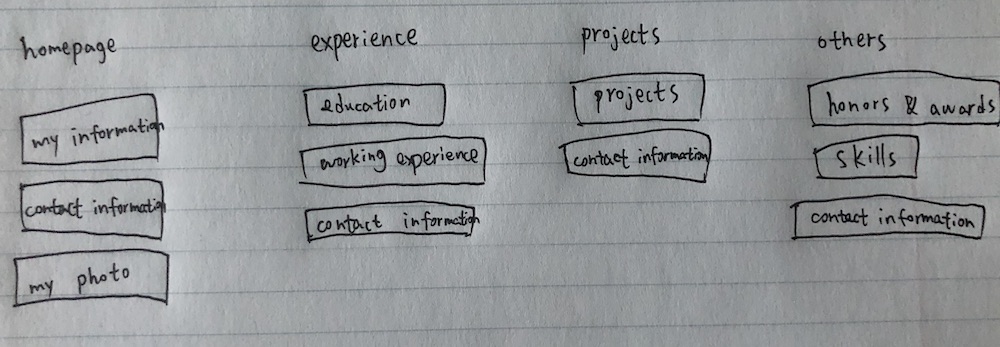 homepage
my information
contact information
my photo
experience
education
working experience
contact information
projects
projects
contact information
others
honors & awards
skills
contact information